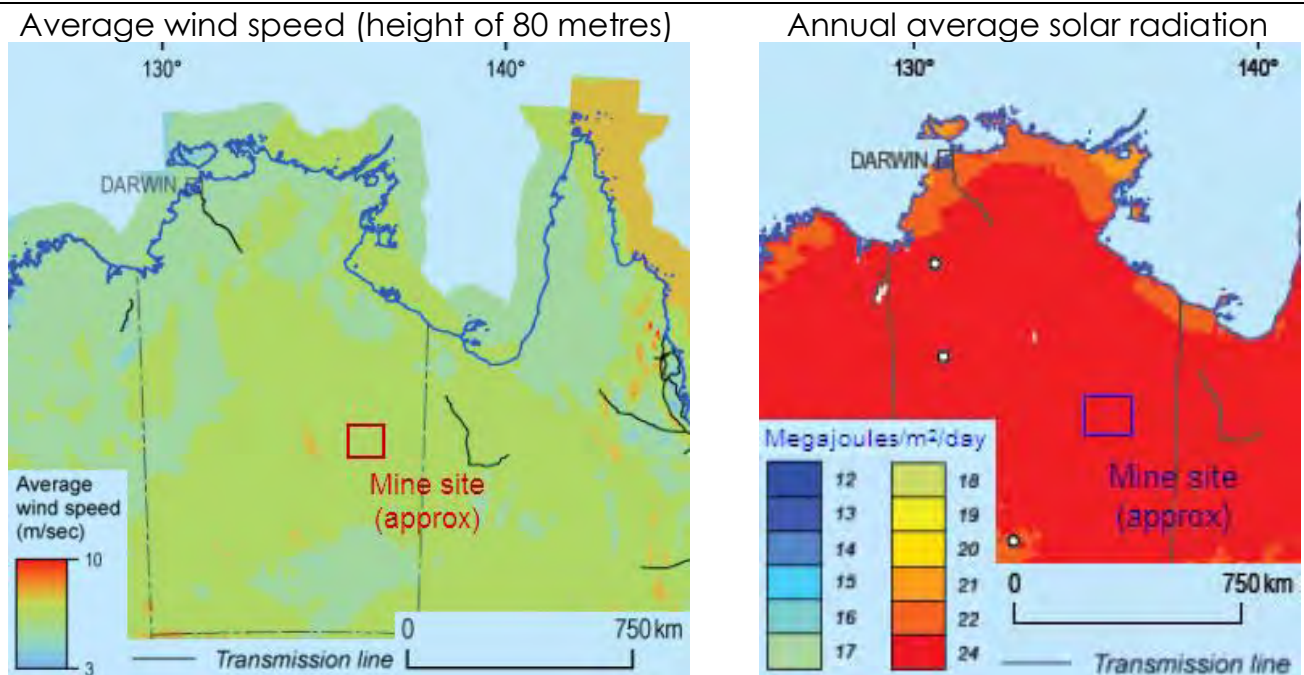 Average wind speed (height of 80 metres)
130°
140°
DARWIN
Mine site
(approx)
Average
wind speed
(m/sec)
10
3
0
750 km
Transmission line
Annual average solar radiation
130°
140°
DARWIN
Megajoules/m²/day
12
13
14
15
16
17
18
19
20
21
22
24
Mine site
(approx)
0
750 km
Transmission line